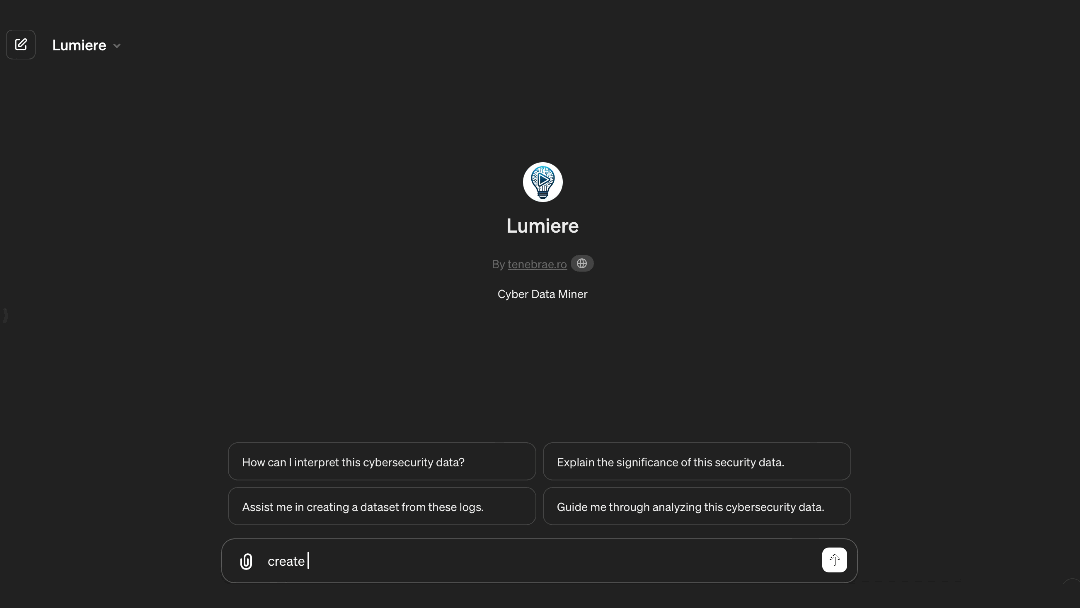 Lumiere
Lumiere
By tenebrae.ro
Cyber Data Miner
How can I interpret this cybersecurity data?
Explain the significance of this security data.
Assist me in creating a dataset from these logs.
Guide me through analyzing this cybersecurity data.
create